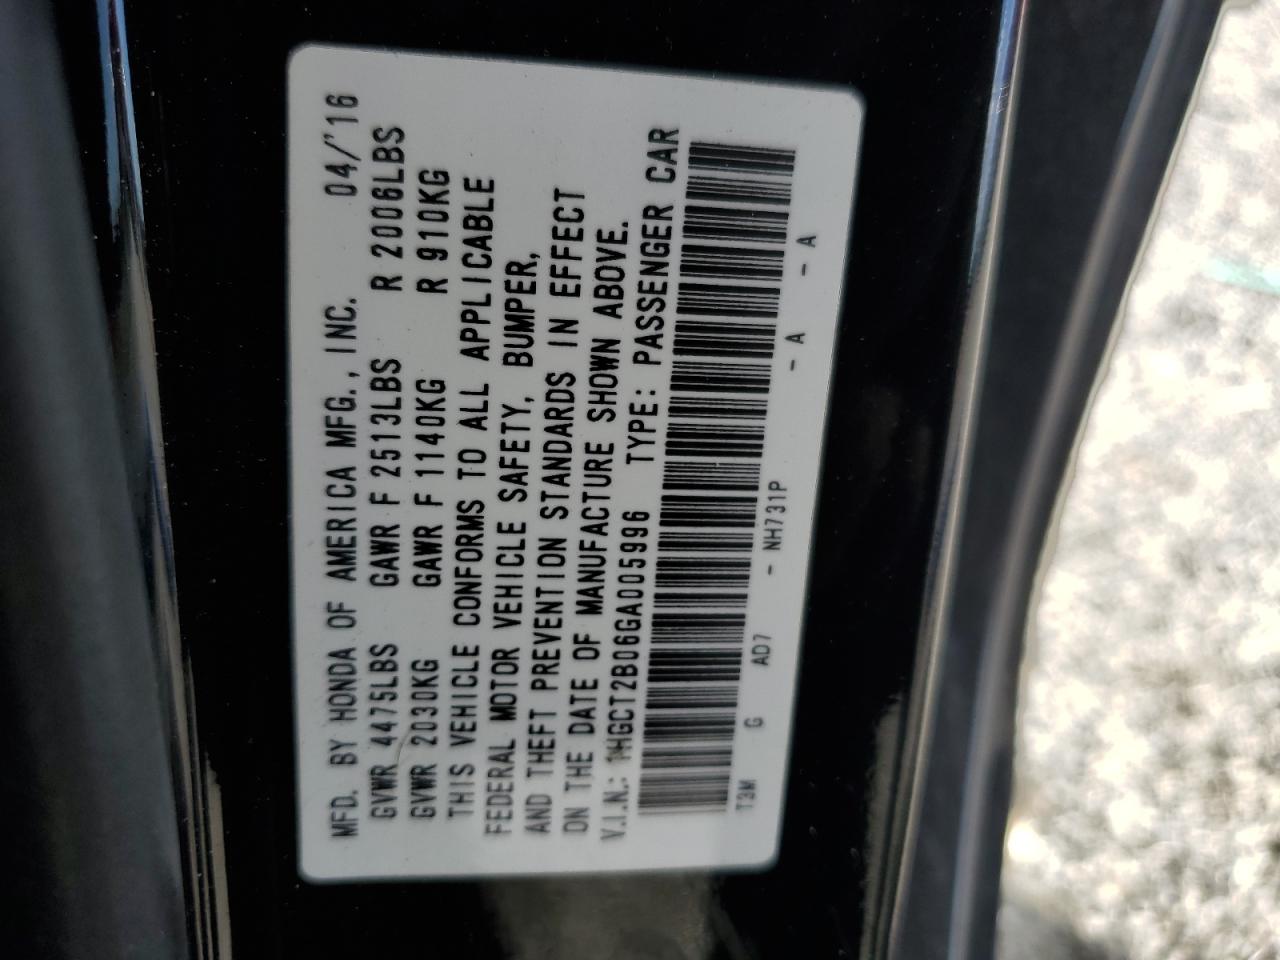 MFD. BY HONDA OF AMERICA MFG., INC. 04/'16
GVWR 4475LBS GAWR F 2513LBS R 2006LBS
GVWR 2030KG GAWR F 1140KG R 910KG
THIS VEHICLE CONFORMS TO ALL APPLICABLE
FEDERAL MOTOR VEHICLE SAFETY, BUMPER,
AND THEFT PREVENTION STANDARDS IN EFFECT
ON THE DATE OF MANUFACTURE SHOWN ABOVE.
V.I.N.: 1HGCT2B06GA005996 TYPE: PASSENGER CAR
T3M G AD7 - NH731P - A - A